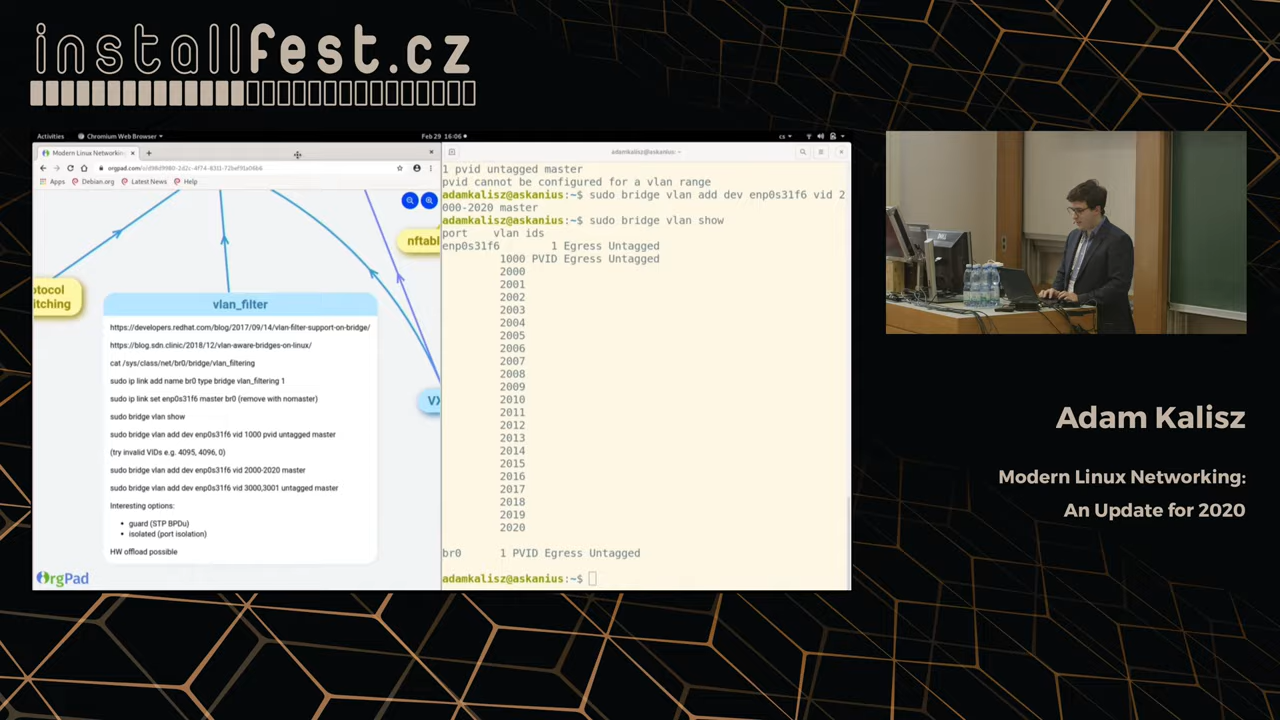 installfest.cz
Activities
Chromium Web Browser
Feb 29 16:06
cs
Modern Linux Networking
adamkalisz@askanius:~
Apps
Debian.org
Latest News
Help
otocol
itching
nftabl
VX
vlan_filter
https://developers.redhat.com/blog/2017/09/14/vlan-filter-support-on-bridge/
https://blog.sdn.clinic/2018/12/vlan-aware-bridges-on-linux/
cat /sys/class/net/br0/bridge/vlan_filtering
sudo ip link add name br0 type bridge vlan_filtering 1
sudo ip link set enp0s31f6 master br0 (remove with nomaster)
sudo bridge vlan show
sudo bridge vlan add dev enp0s31f6 vid 1000 pvid untagged master
(try invalid VIDs e.g. 4095, 4096, 0)
sudo bridge vlan add dev enp0s31f6 vid 2000-2020 master
sudo bridge vlan add dev enp0s31f6 vid 3000,3001 untagged master
Interesting options:
guard (STP BPDu)
isolated (port isolation)
HW offload possible
OrgPad
1 pvid untagged master
pvid cannot be configured for a vlan range
adamkalisz@askanius:~$ sudo bridge vlan add dev enp0s31f6 vid 2
000-2020 master
adamkalisz@askanius:~$ sudo bridge vlan show
port vlan ids
enp0s31f6 1 Egress Untagged
1000 PVID Egress Untagged
2000
2001
2002
2003
2004
2005
2006
2007
2008
2009
2010
2011
2012
2013
2014
2015
2016
2017
2018
2019
2020
br0 1 PVID Egress Untagged
adamkalisz@askanius:~$
Adam Kalisz
Modern Linux Networking:
An Update for 2020